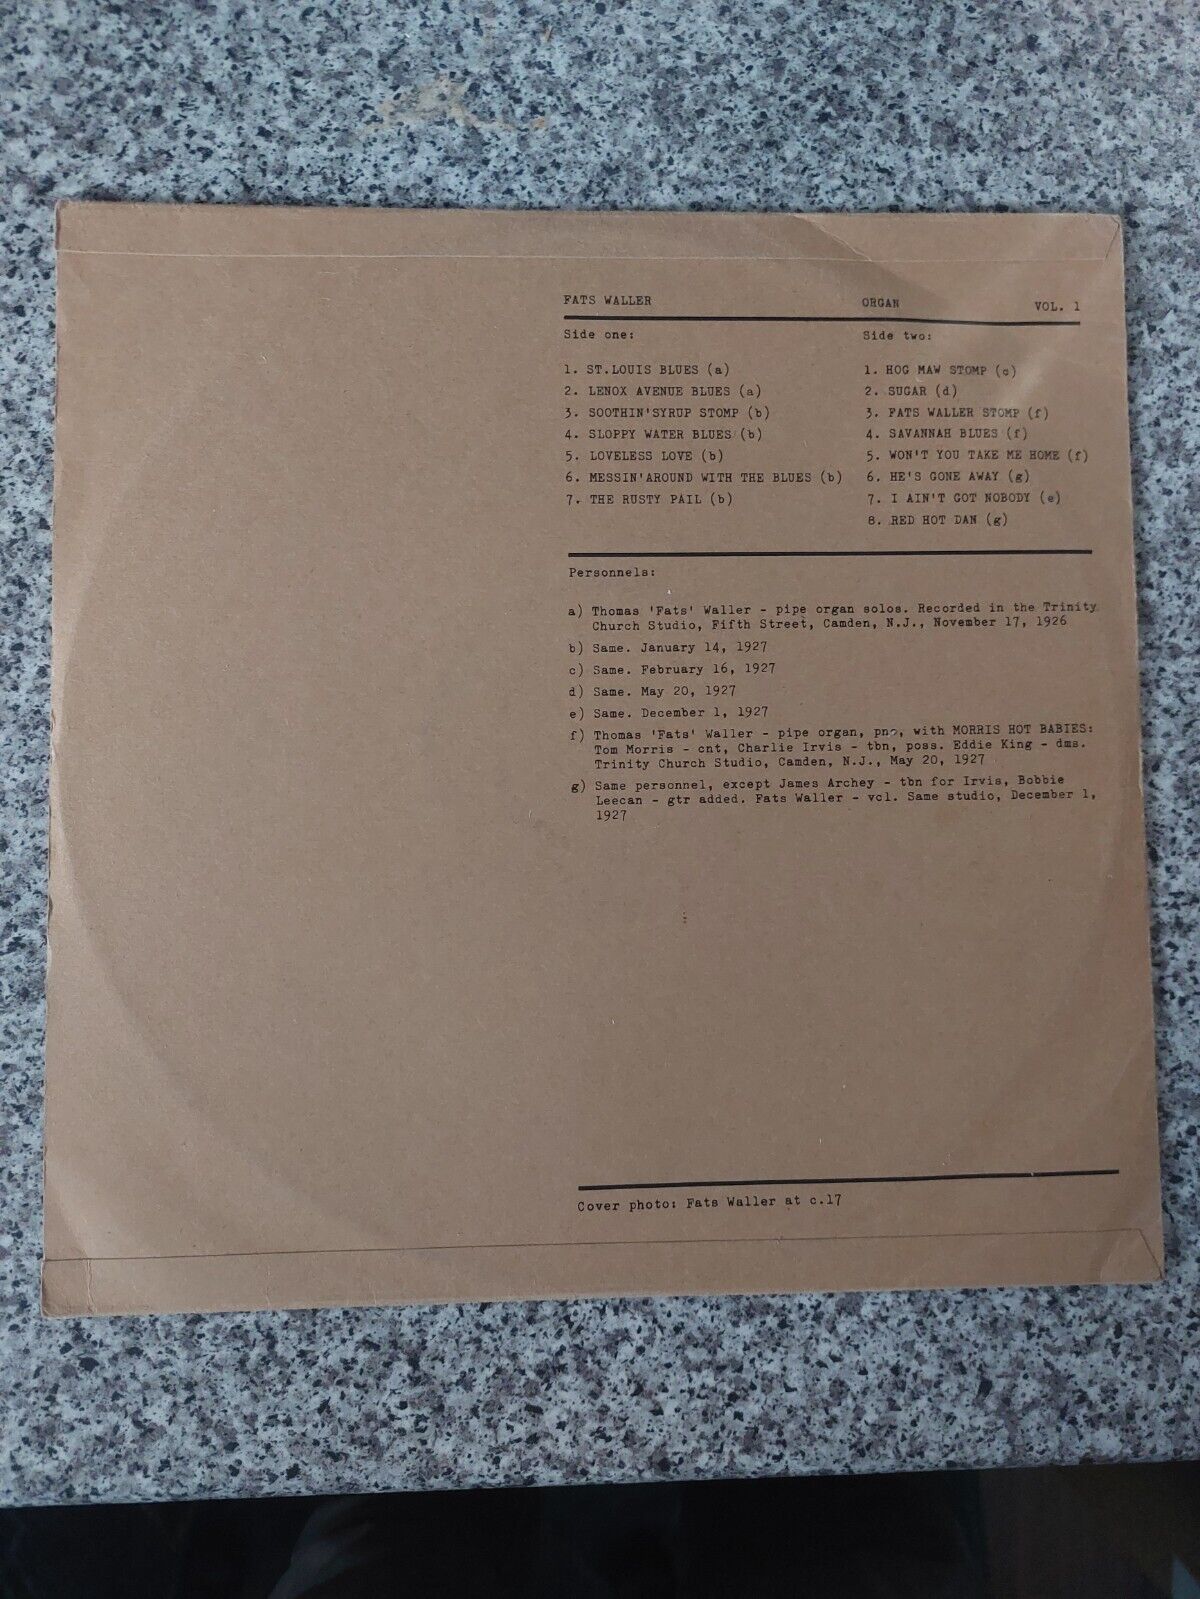 FATS WALLER ORGAN VOL. 1
Side one:
1. ST.LOUIS BLUES (a)
2. LENOX AVENUE BLUES (a)
3. SOOTHIN'SYRUP STOMP (b)
4. SLOPPY WATER BLUES (b)
5. LOVELESS LOVE (b)
6. MESSIN'AROUND WITH THE BLUES (b)
7. THE RUSTY PAIL (b)
Side two:
1. HOG MAW STOMP (c)
2. SUGAR (d)
3. FATS WALLER STOMP (f)
4. SAVANNAH BLUES (f)
5. WON'T YOU TAKE ME HOME (f)
6. HE'S GONE AWAY (g)
7. I AIN'T GOT NOBODY (e)
8. RED HOT DAN (g)
Personnels:
a) Thomas 'Fats' Waller - pipe organ solos. Recorded in the Trinity
Church Studio, Fifth Street, Camden, N.J., November 17, 1926
b) Same. January 14, 1927
c) Same. February 16, 1927
d) Same. May 20, 1927
e) Same. December 1, 1927
f) Thomas 'Fats' Waller - pipe organ, pno, with MORRIS HOT BABIES:
Tom Morris - cnt, Charlie Irvis - tbn, poss. Eddie King - dms.
Trinity Church Studio, Camden, N.J., May 20, 1927
g) Same personnel, except James Archey - tbn for Irvis, Bobbie
Leecan - gtr added. Fats Waller - vcl. Same studio, December 1,
1927
Cover photo: Fats Waller at c.17